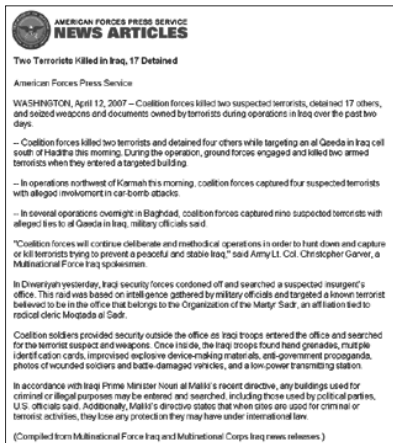 AMERICAN FORCES PRESS SERVICE
NEWS ARTICLES
Two Terrorists Killed in Iraq, 17 Detained
American Forces Press Service
WASHINGTON, April 12, 2007 – Coalition forces killed two suspected terrorists, detained 17 others,
and seized weapons and documents owned by terrorists during operations in Iraq over the past two
days.
-- Coalition forces killed two terrorists and detained four others while targeting an al Qaeda in Iraq cell
south of Haditha this morning. During the operation, ground forces engaged and killed two armed
terrorists when they entered a targeted building.
-- In operations northwest of Karmah this morning, coalition forces captured four suspected terrorists
with alleged involvement in car-bomb attacks.
-- In several operations overnight in Baghdad, coalition forces captured nine suspected terrorists with
alleged ties to al Qaeda in Iraq, military officials said.
"Coalition forces will continue deliberate and methodical operations in order to hunt down and capture
or kill terrorists trying to prevent a peaceful and stable Iraq," said Army Lt. Col. Christopher Garver, a
Multinational Force Iraq spokesman.
In Diwaniyah yesterday, Iraqi security forces cordoned off and searched a suspected insurgent's
office. This raid was based on intelligence gathered by military officials and targeted a known terrorist
believed to be in the office that belongs to the Organization of the Martyr Sadr, an affiliation tied to
radical cleric Moqtada al Sadr.
Coalition soldiers provided security outside the office as Iraqi troops entered the office and searched
for the terrorist suspect and weapons. Once inside, the Iraqi troops found hand grenades, multiple
identification cards, improvised explosive device-making materials, anti-government propaganda,
photos of wounded soldiers and battle-damaged vehicles, and a low-power transmitting station.
In accordance with Iraqi Prime Minister Nouri al Maliki's recent directive, any buildings used for
criminal or illegal purposes may be entered and searched, including those used by political parties,
U.S. officials said. Additionally, Maliki's directive states that when sites are used for criminal or
terrorist activities, they lose any protection they may have under international law.
(Compiled from Multinational Force Iraq and Multinational Corps Iraq news releases.)